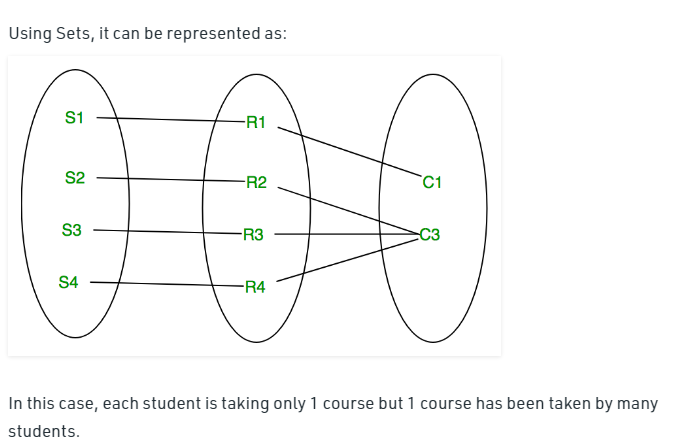 Using Sets, it can be represented as:
S1 R1
C1
S2 R2
S3 R3 C3
S4 R4
In this case, each student is taking only 1 course but 1 course has been taken by many
students.